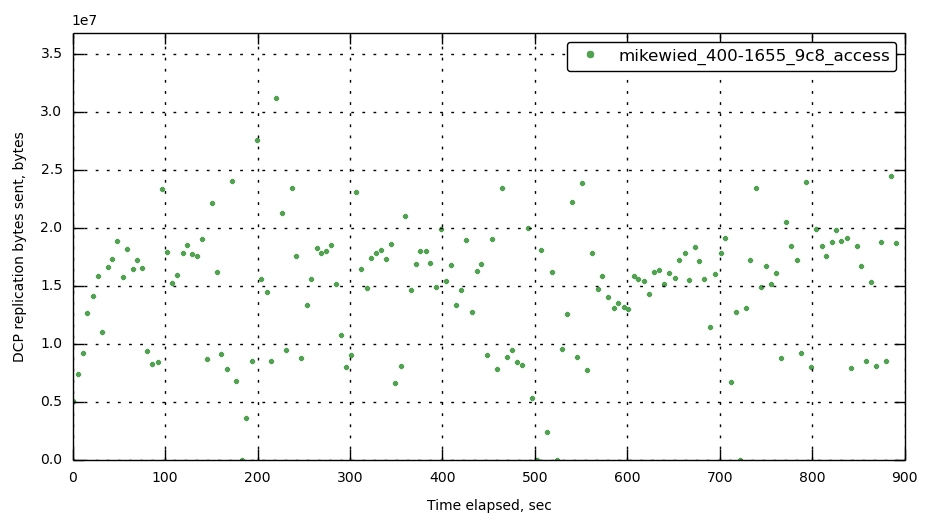 1e7
mikewied_400-1655_9c8_access
3.5
3.0
2.5
2.0
1.5
1.0
0.5
0.0
DCP replication bytes sent, bytes
0 100 200 300 400 500 600 700 800 900
Time elapsed, sec